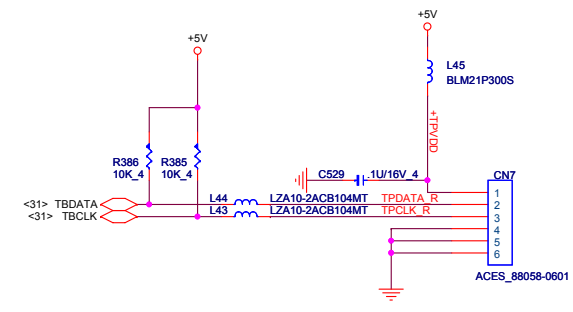 +5V
+5V
L45
BLM21P300S
+TPVDD
R386
10K_4
R385
10K_4
C529
.1U/16V_4
CN7
<31> TBDATA
L44
LZA10-2ACB104MT
TPDATA_R
<31> TBCLK
L43
LZA10-2ACB104MT
TPCLK_R
1
2
3
4
5
6
ACES_88058-0601